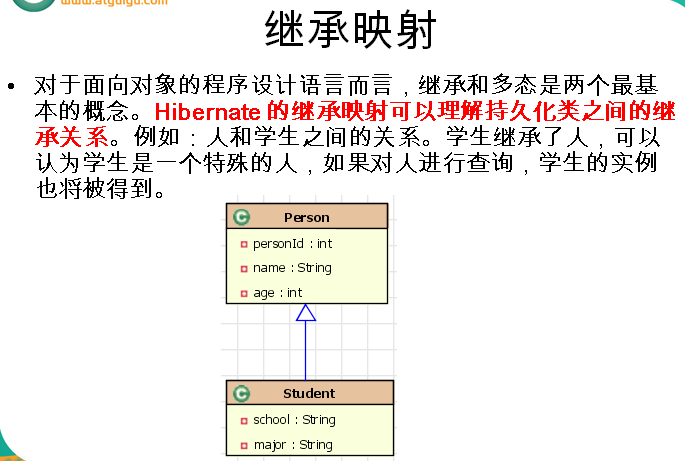 www.atguigu.com
继承映射
• 对于面向对象的程序设计语言而言，继承和多态是两个最基
本的概念。Hibernate 的继承映射可以理解持久化类之间的继
承关系。例如：人和学生之间的关系。学生继承了人，可以
认为学生是一个特殊的人，如果对人进行查询，学生的实例
也将被得到。
C Person
personId : int
name : String
age : int
C Student
school : String
major : String